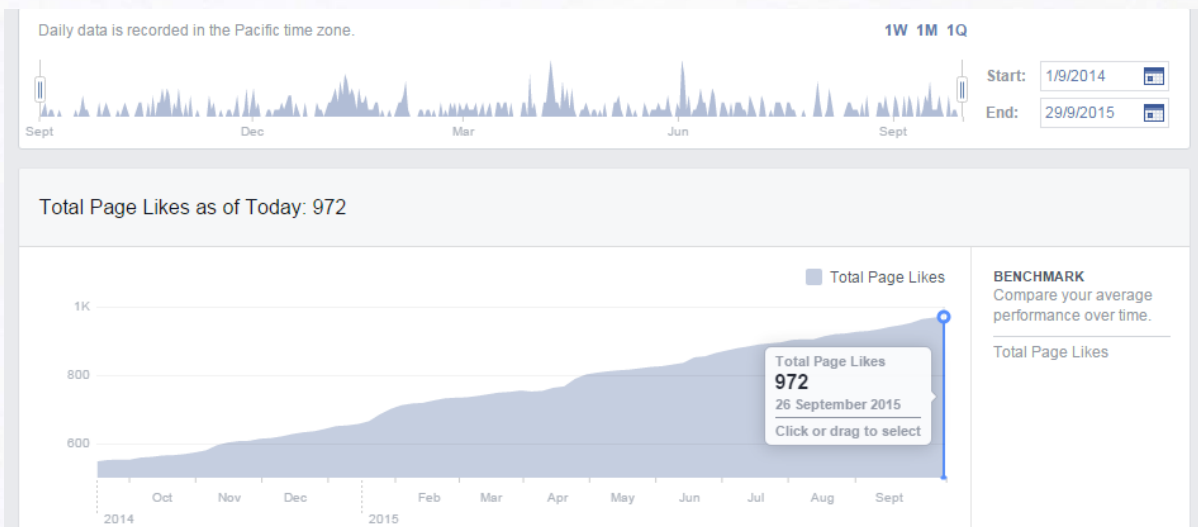 Daily data is recorded in the Pacific time zone.
1W 1M 1Q
Start: 1/9/2014
End: 29/9/2015
Sept Dec Mar Jun Sept
Total Page Likes as of Today: 972
Total Page Likes
BENCHMARK
Compare your average
performance over time.
Total Page Likes
1K
800
600
Total Page Likes
972
26 September 2015
Click or drag to select
Oct Nov Dec Feb Mar Apr May Jun Jul Aug Sept
2014 2015